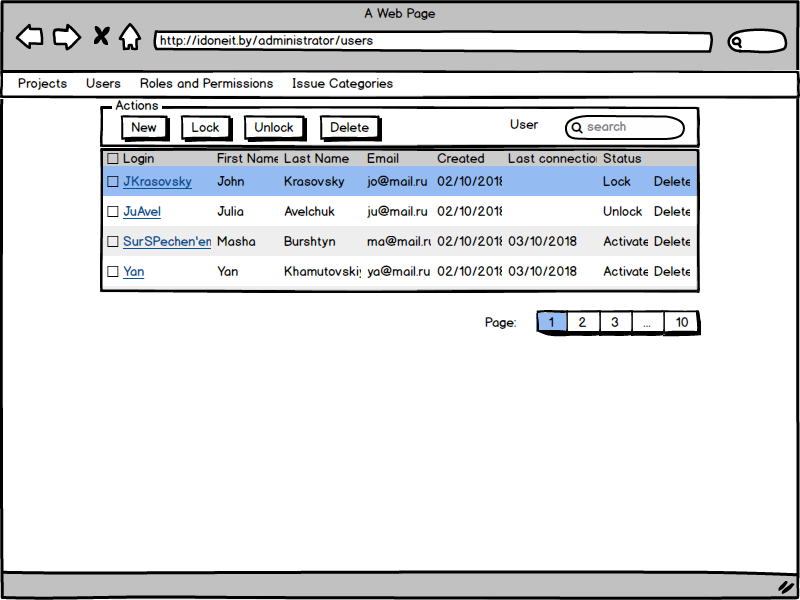 A Web Page
http://idoneit.by/administrator/users
Projects Users Roles and Permissions Issue Categories
Actions
New Lock Unlock Delete User search
Login First Name Last Name Email Created Last connection Status
JKrasovsky John Krasovsky jo@mail.ru 02/10/2018 Lock Delete
JuAvel Julia Avelchuk ju@mail.ru 02/10/2018 Unlock Delete
SurSPechen'en Masha Burshtyn ma@mail.ru 02/10/2018 03/10/2018 Activate Delete
Yan Yan Khamutovskiy ya@mail.ru 02/10/2018 03/10/2018 Activate Delete
Page: 1 2 3 ... 10